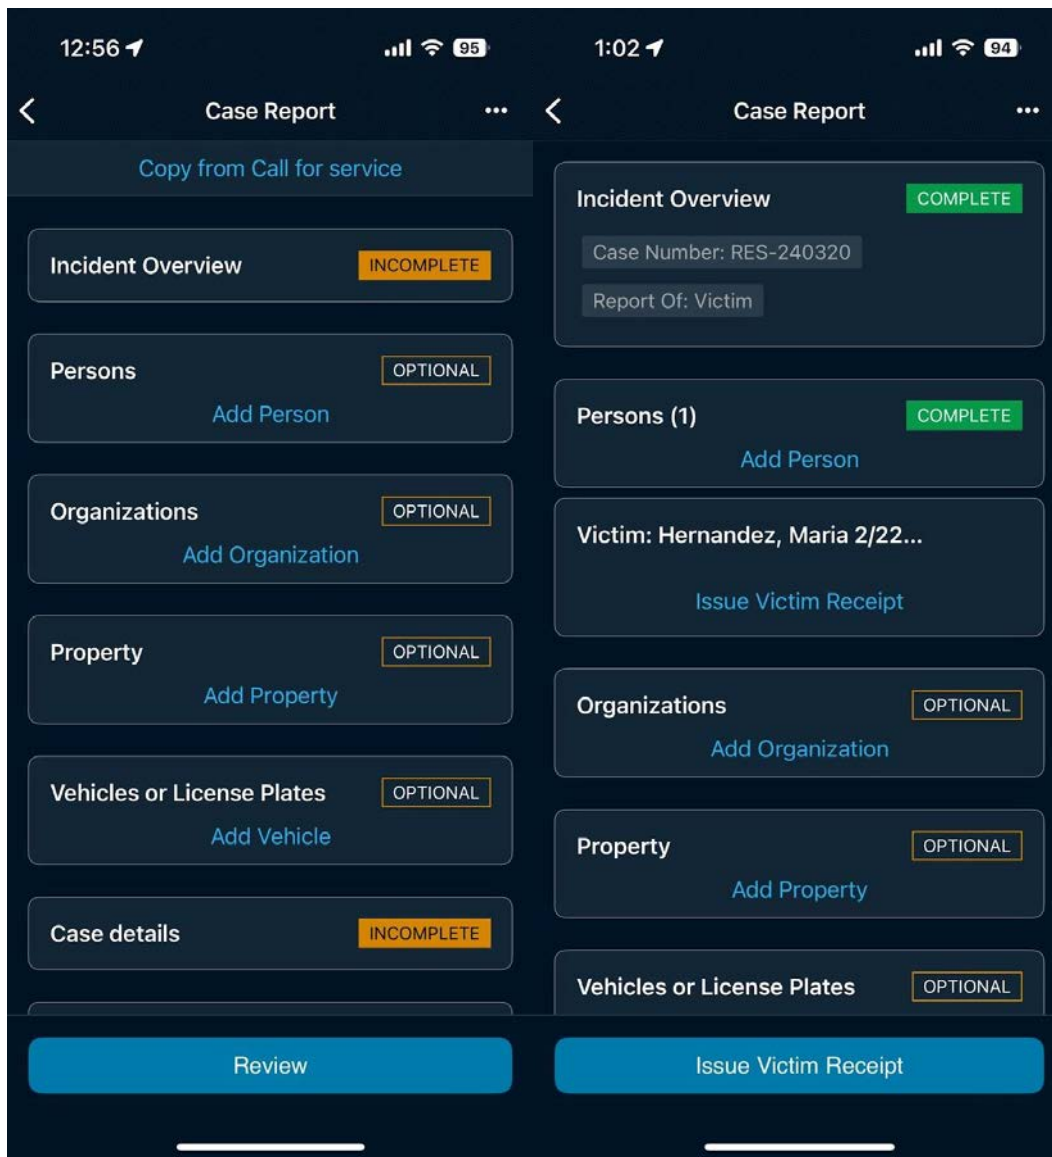 12:56
95
Case Report
Copy from Call for service
Incident Overview
INCOMPLETE
Persons
OPTIONAL
Add Person
Organizations
OPTIONAL
Add Organization
Property
OPTIONAL
Add Property
Vehicles or License Plates
OPTIONAL
Add Vehicle
Case details
INCOMPLETE
Review
1:02
94
Case Report
Incident Overview
COMPLETE
Case Number: RES-240320
Report Of: Victim
Persons (1)
COMPLETE
Add Person
Victim: Hernandez, Maria 2/22...
Issue Victim Receipt
Organizations
OPTIONAL
Add Organization
Property
OPTIONAL
Add Property
Vehicles or License Plates
OPTIONAL
Issue Victim Receipt